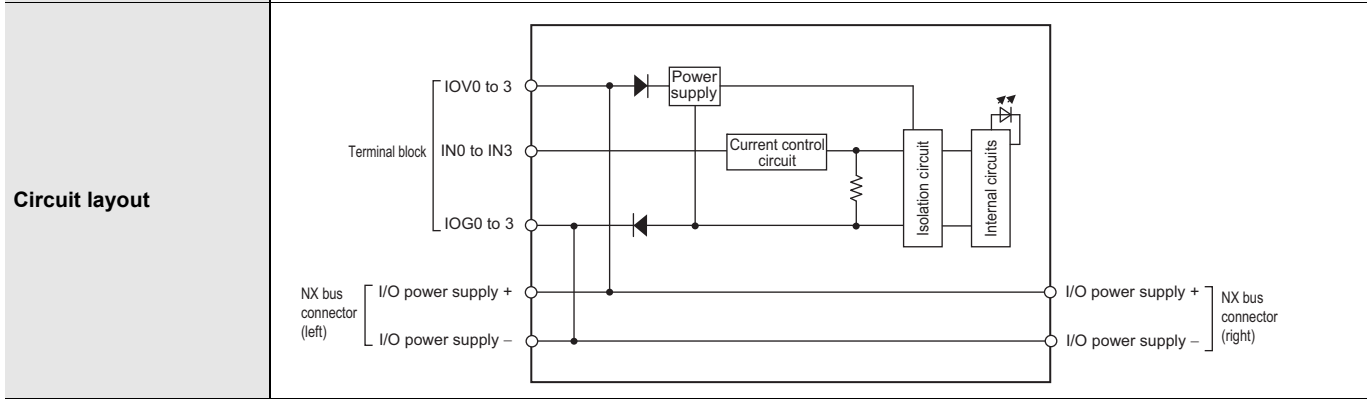 Circuit layout
Terminal block
IOV0 to 3
IN0 to IN3
IOG0 to 3
Power
supply
Current control
circuit
Isolation circuit
Internal circuits
NX bus
connector
(left)
I/O power supply +
I/O power supply −
I/O power supply +
I/O power supply −
NX bus
connector
(right)